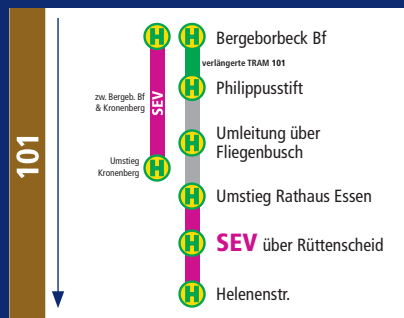 101
H H Bergeborbeck Bf
verlängerte TRAM 101
zw. Bergeb. Bf
& Kronenberg
SEV
H Philippusstift
H Umleitung über
Fliegenbusch
Umstieg
Kronenberg
H
H Umstieg Rathaus Essen
H SEV über Rüttenscheid
H Helenenstr.